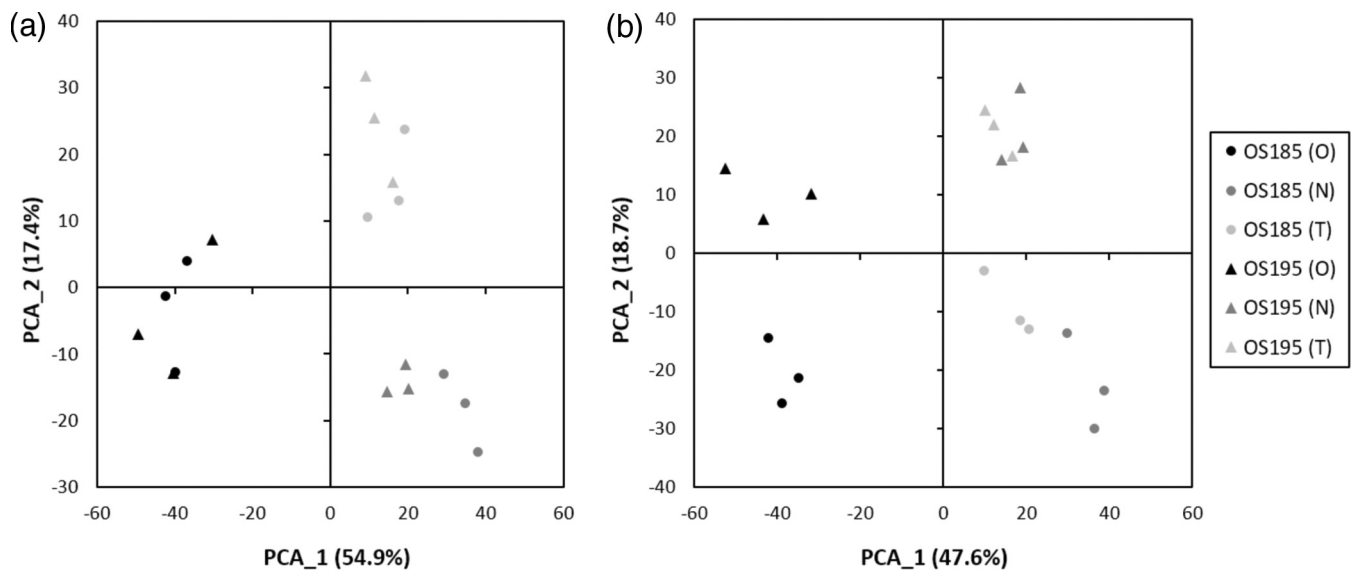 (a)
40
30
20
10
0
-10
-20
-30
-60
-40
-20
0
20
40
60
PCA_2 (17.4%)
PCA_1 (54.9%)
(b)
40
30
20
10
0
-10
-20
-30
-40
-60
-40
-20
0
20
40
60
PCA_2 (18.7%)
PCA_1 (47.6%)
OS185 (O)
OS185 (N)
OS185 (T)
OS195 (O)
OS195 (N)
OS195 (T)